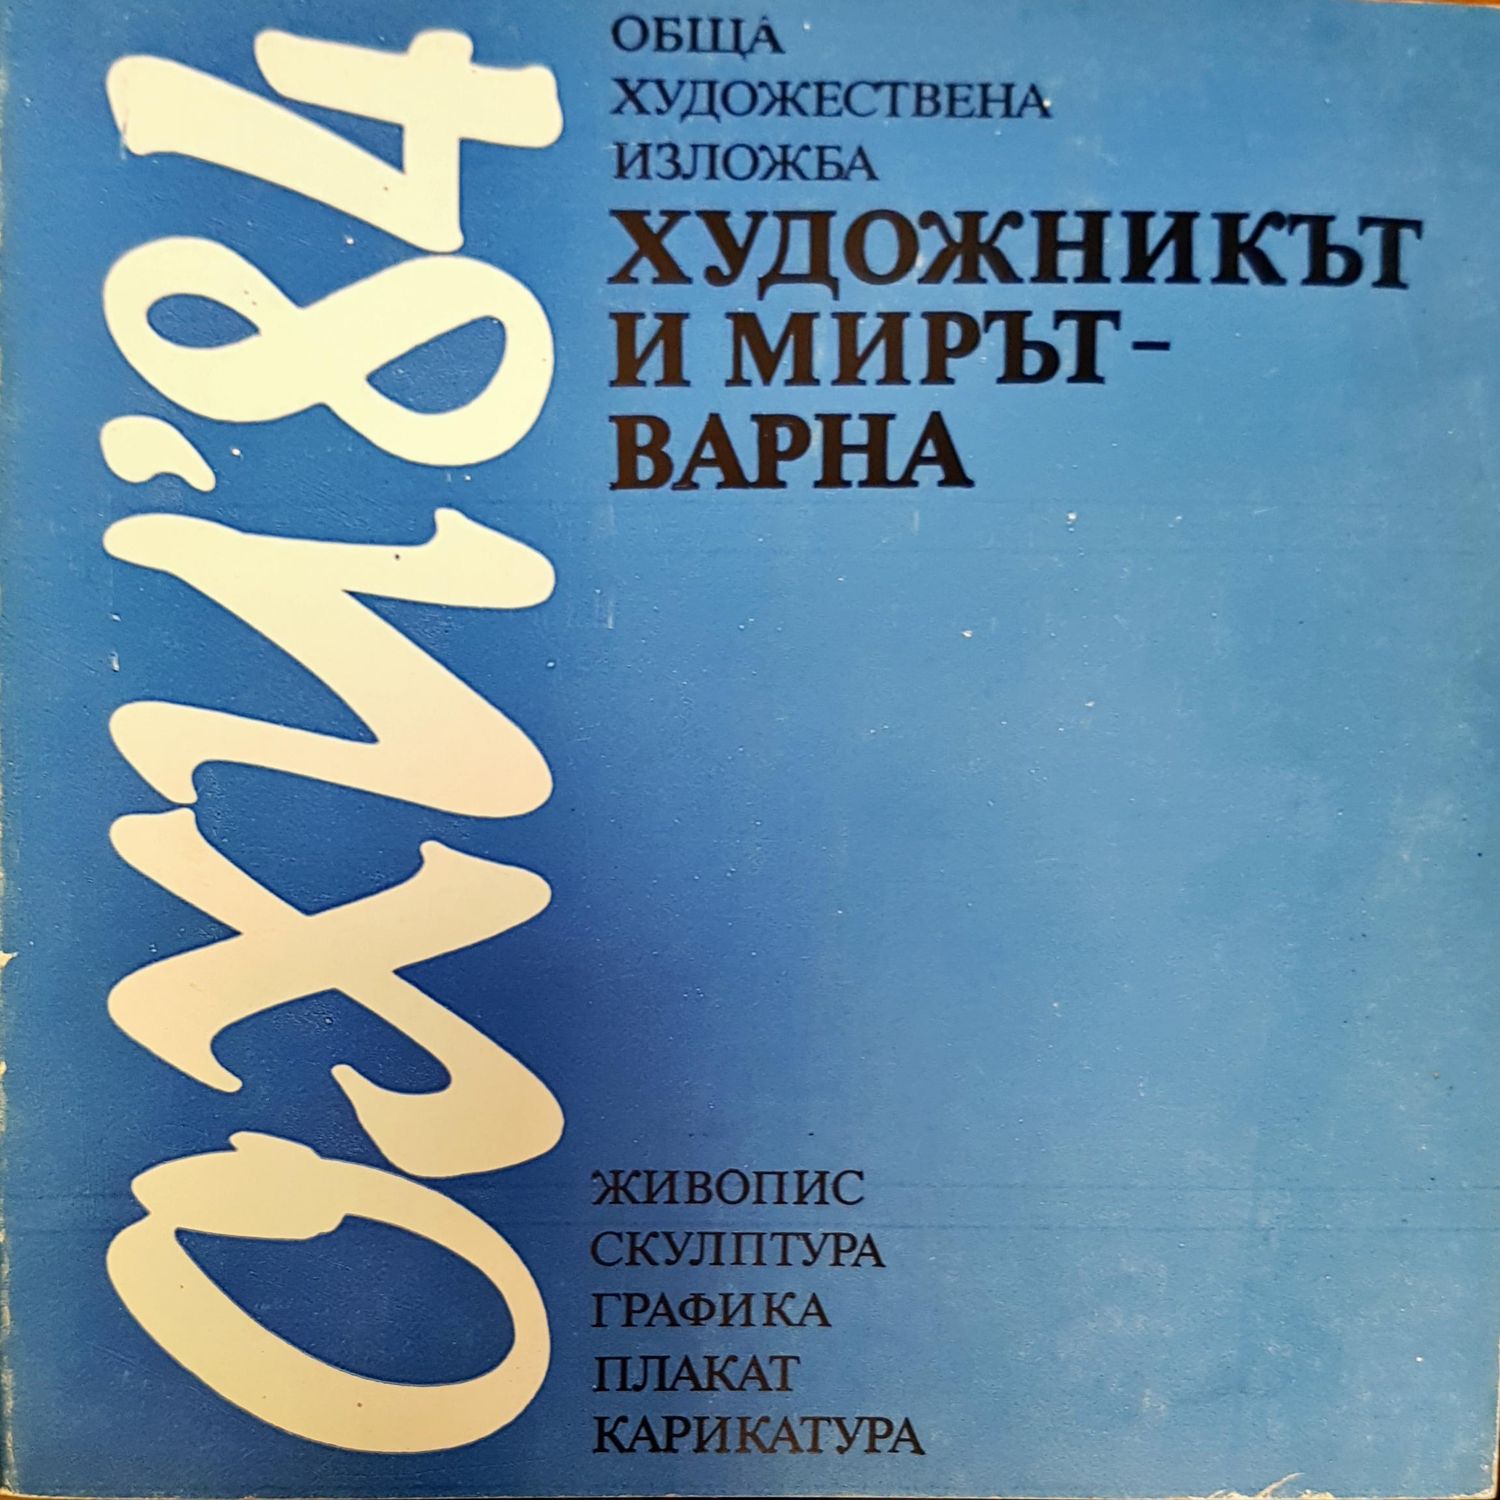 ОХИ'84
ОБЩА
ХУДОЖЕСТВЕНА
ИЗЛОЖБА
ХУДОЖНИКЪТ
И МИРЪТ-
ВАРНА
ЖИВОПИС
СКУЛПТУРА
ГРАФИКА
ПЛАКАТ
КАРИКАТУРА